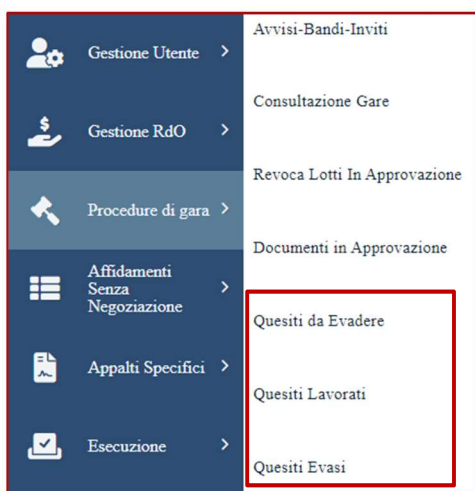 Gestione Utente
Gestione RdO
Procedure di gara
Affidamenti
Senza
Negoziazione
Appalti Specifici
Esecuzione
Avvisi-Bandi-Inviti
Consultazione Gare
Revoca Lotti In Approvazione
Documenti in Approvazione
Quesiti da Evadere
Quesiti Lavorati
Quesiti Evasi